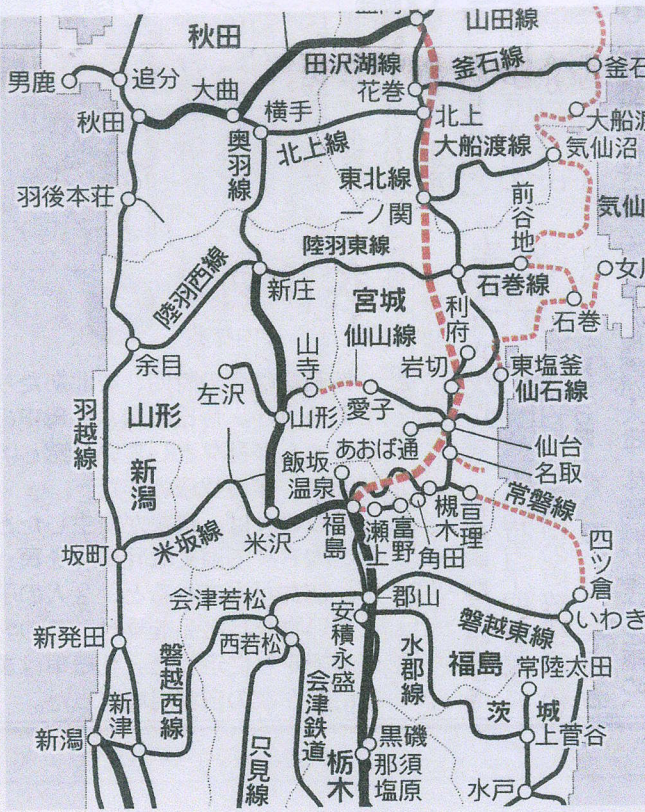 山田線
秋田
田沢湖線
釜石線
男鹿
追分
花巻
釜石
大曲
秋田
横手
北上
奥羽線
北上線
大船渡線
大船渡
気仙沼
羽後本荘
東北線
一ノ関
前谷地
気仙
陸羽東線
陸羽西線
新庄
石巻線
女川
宮城
利府
石巻
仙山線
山寺
余目
岩切
東塩釜
仙石線
左沢
羽越線
山形
山形
愛子
あおば通
仙台
新潟
飯坂温泉
名取
常磐線
米坂線
米沢
福島
瀬上
富野
角田
槻木
亘理
坂町
四ツ倉
会津若松
郡山
安積永盛
磐越東線
いわき
新発田
西若松
磐越西線
水郡線
福島
常陸太田
会津鉄道
新津
茨城
新潟
只見線
栃木
黒磯
那須塩原
上菅谷
水戸